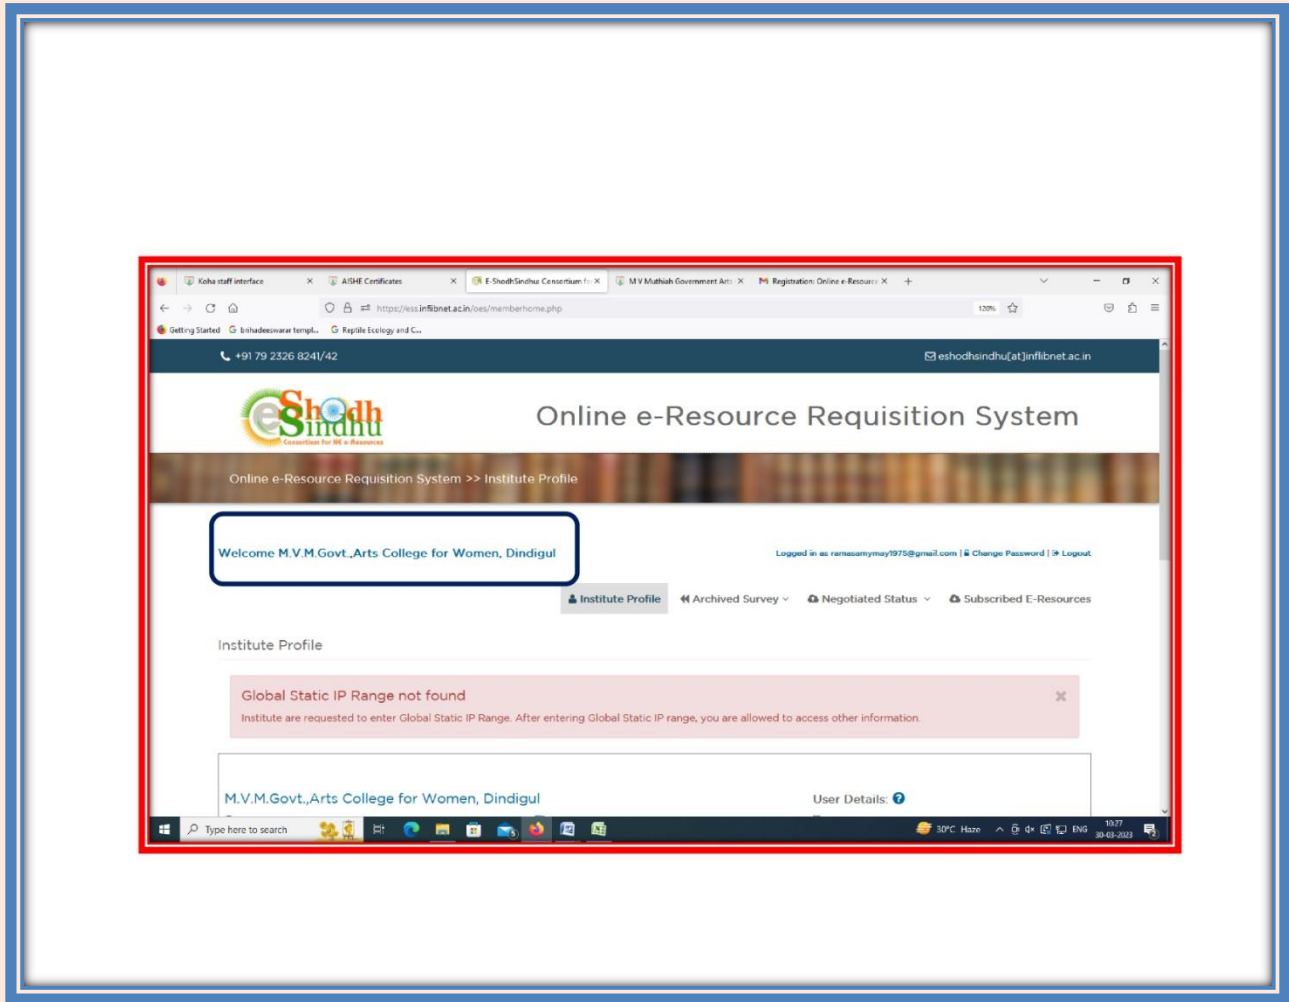 Koha staff interface
AISHE Certificates
E-ShodhSindhu Consortium fo
M V Muthiah Government Arts
Registration: Online e-Resource
https://ess.inflibnet.ac.in/oes/memberhome.php
120%
Getting Started
brihadeeswarar templ...
Reptile Ecology and C...
+91 79 2326 8241/42
eshodhsindhu[at]inflibnet.ac.in
e Shodh
Sindhu
Consortium for HE e-Resources
Online e-Resource Requisition System
Online e-Resource Requisition System >> Institute Profile
Welcome M.V.M.Govt.,Arts College for Women, Dindigul
Logged in as ramasamymay1975@gmail.com | Change Password | Logout
Institute Profile
Archived Survey
Negotiated Status
Subscribed E-Resources
Institute Profile
Global Static IP Range not found
Institute are requested to enter Global Static IP Range. After entering Global Static IP range, you are allowed to access other information.
M.V.M.Govt.,Arts College for Women, Dindigul
User Details:
Type here to search
30°C Haze
ENG
10:27
30-03-2023